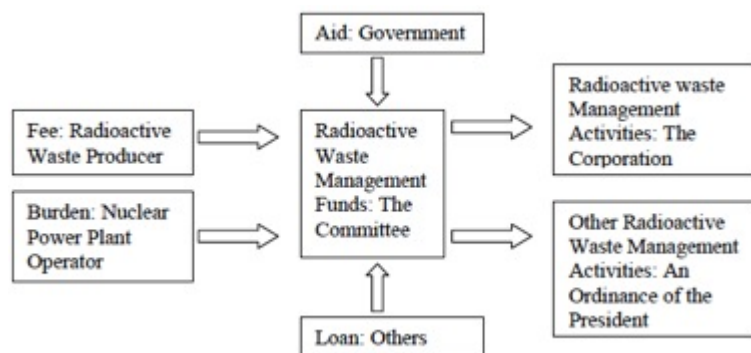 Aid: Government
Fee: Radioactive
Waste Producer
Burden: Nuclear
Power Plant
Operator
Radioactive
Waste
Management
Funds: The
Committee
Loan: Others
Radioactive waste
Management
Activities: The
Corporation
Other Radioactive
Waste Management
Activities: An
Ordinance of the
President